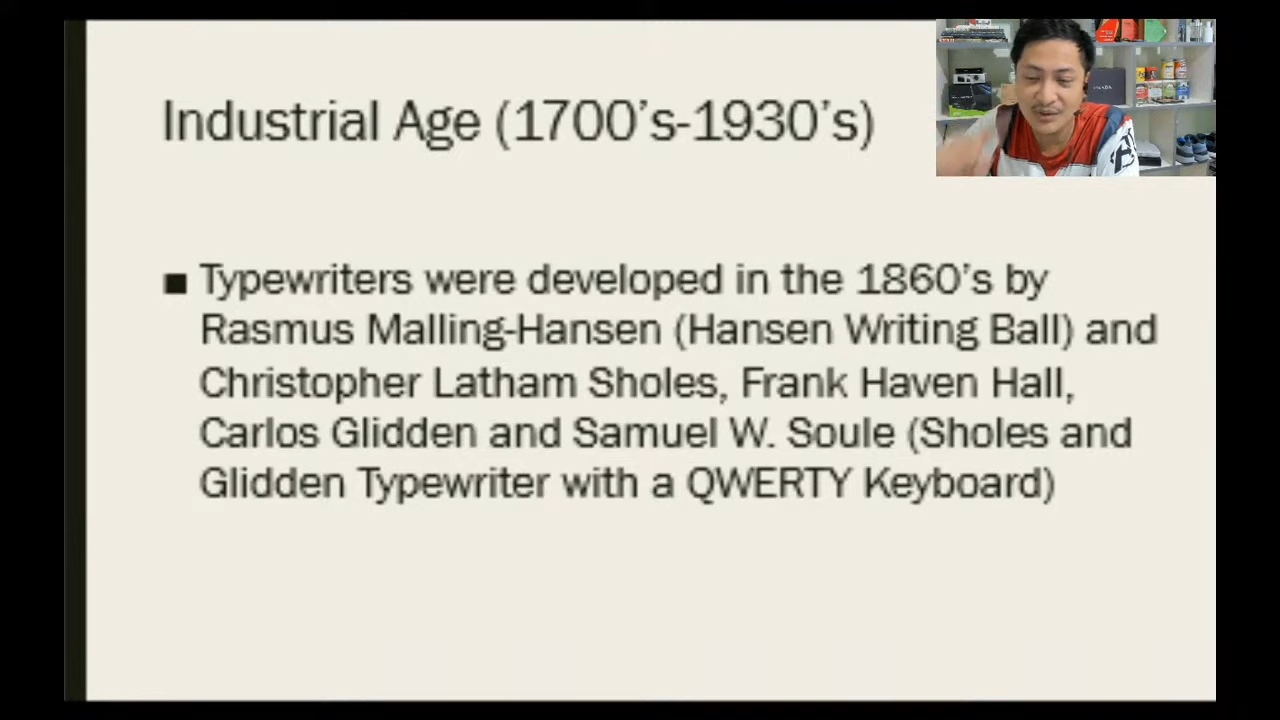 Industrial Age (1700's-1930's)
■ Typewriters were developed in the 1860's by
Rasmus Malling-Hansen (Hansen Writing Ball) and
Christopher Latham Sholes, Frank Haven Hall,
Carlos Glidden and Samuel W. Soule (Sholes and
Glidden Typewriter with a QWERTY Keyboard)